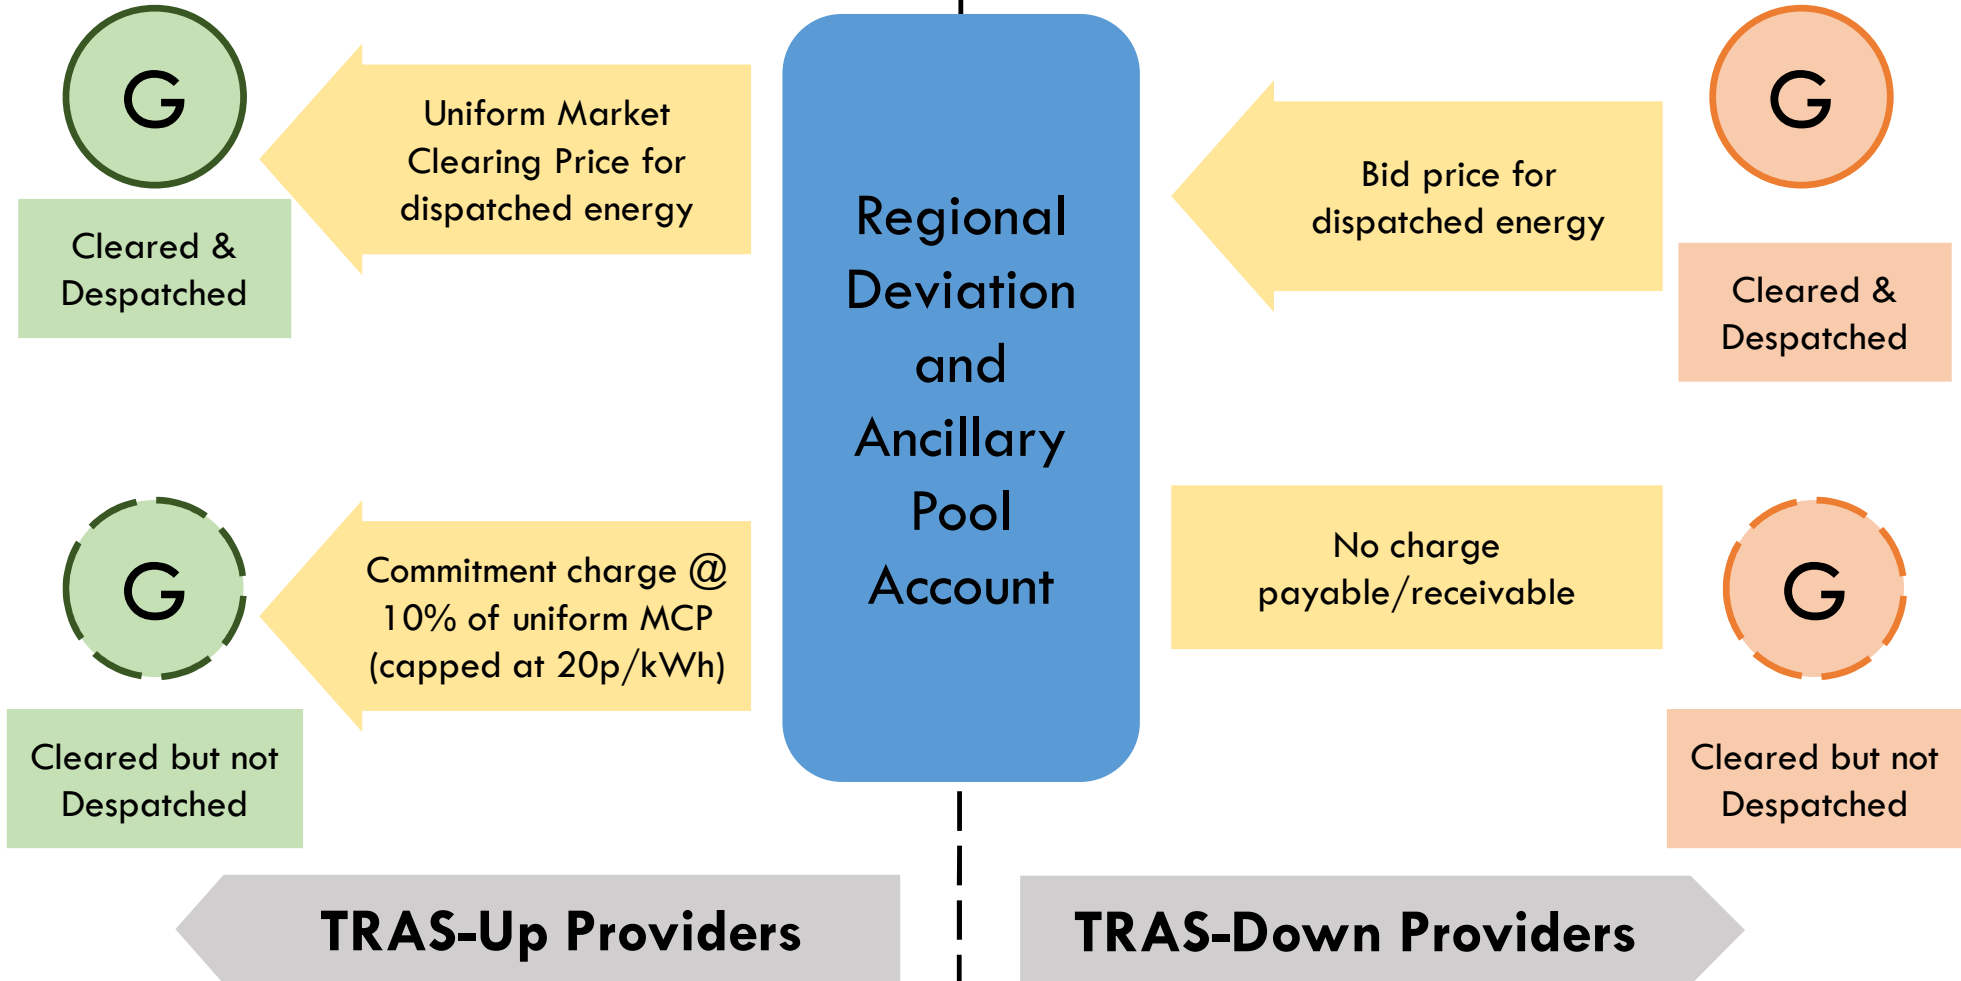 G
Uniform Market
Clearing Price for
dispatched energy
Cleared &
Despatched
G
Commitment charge @
10% of uniform MCP
(capped at 20p/kWh)
Cleared but not
Despatched
Regional
Deviation
and
Ancillary
Pool
Account
Bid price for
dispatched energy
G
Cleared &
Despatched
No charge
payable/receivable
G
Cleared but not
Despatched
TRAS-Up Providers
TRAS-Down Providers